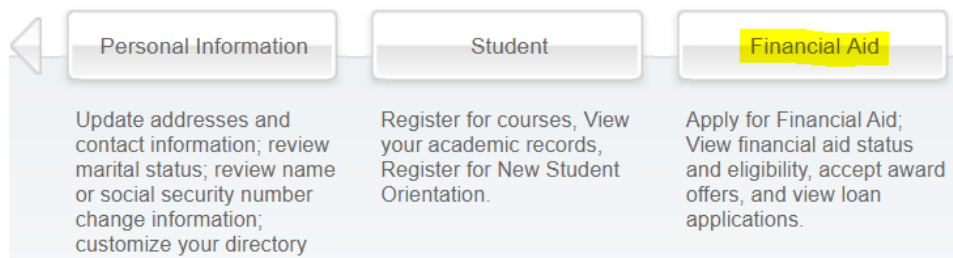 Personal Information
Update addresses and
contact information; review
marital status; review name
or social security number
change information;
customize your directory
Student
Register for courses, View
your academic records,
Register for New Student
Orientation.
Financial Aid
Apply for Financial Aid;
View financial aid status
and eligibility, accept award
offers, and view loan
applications.